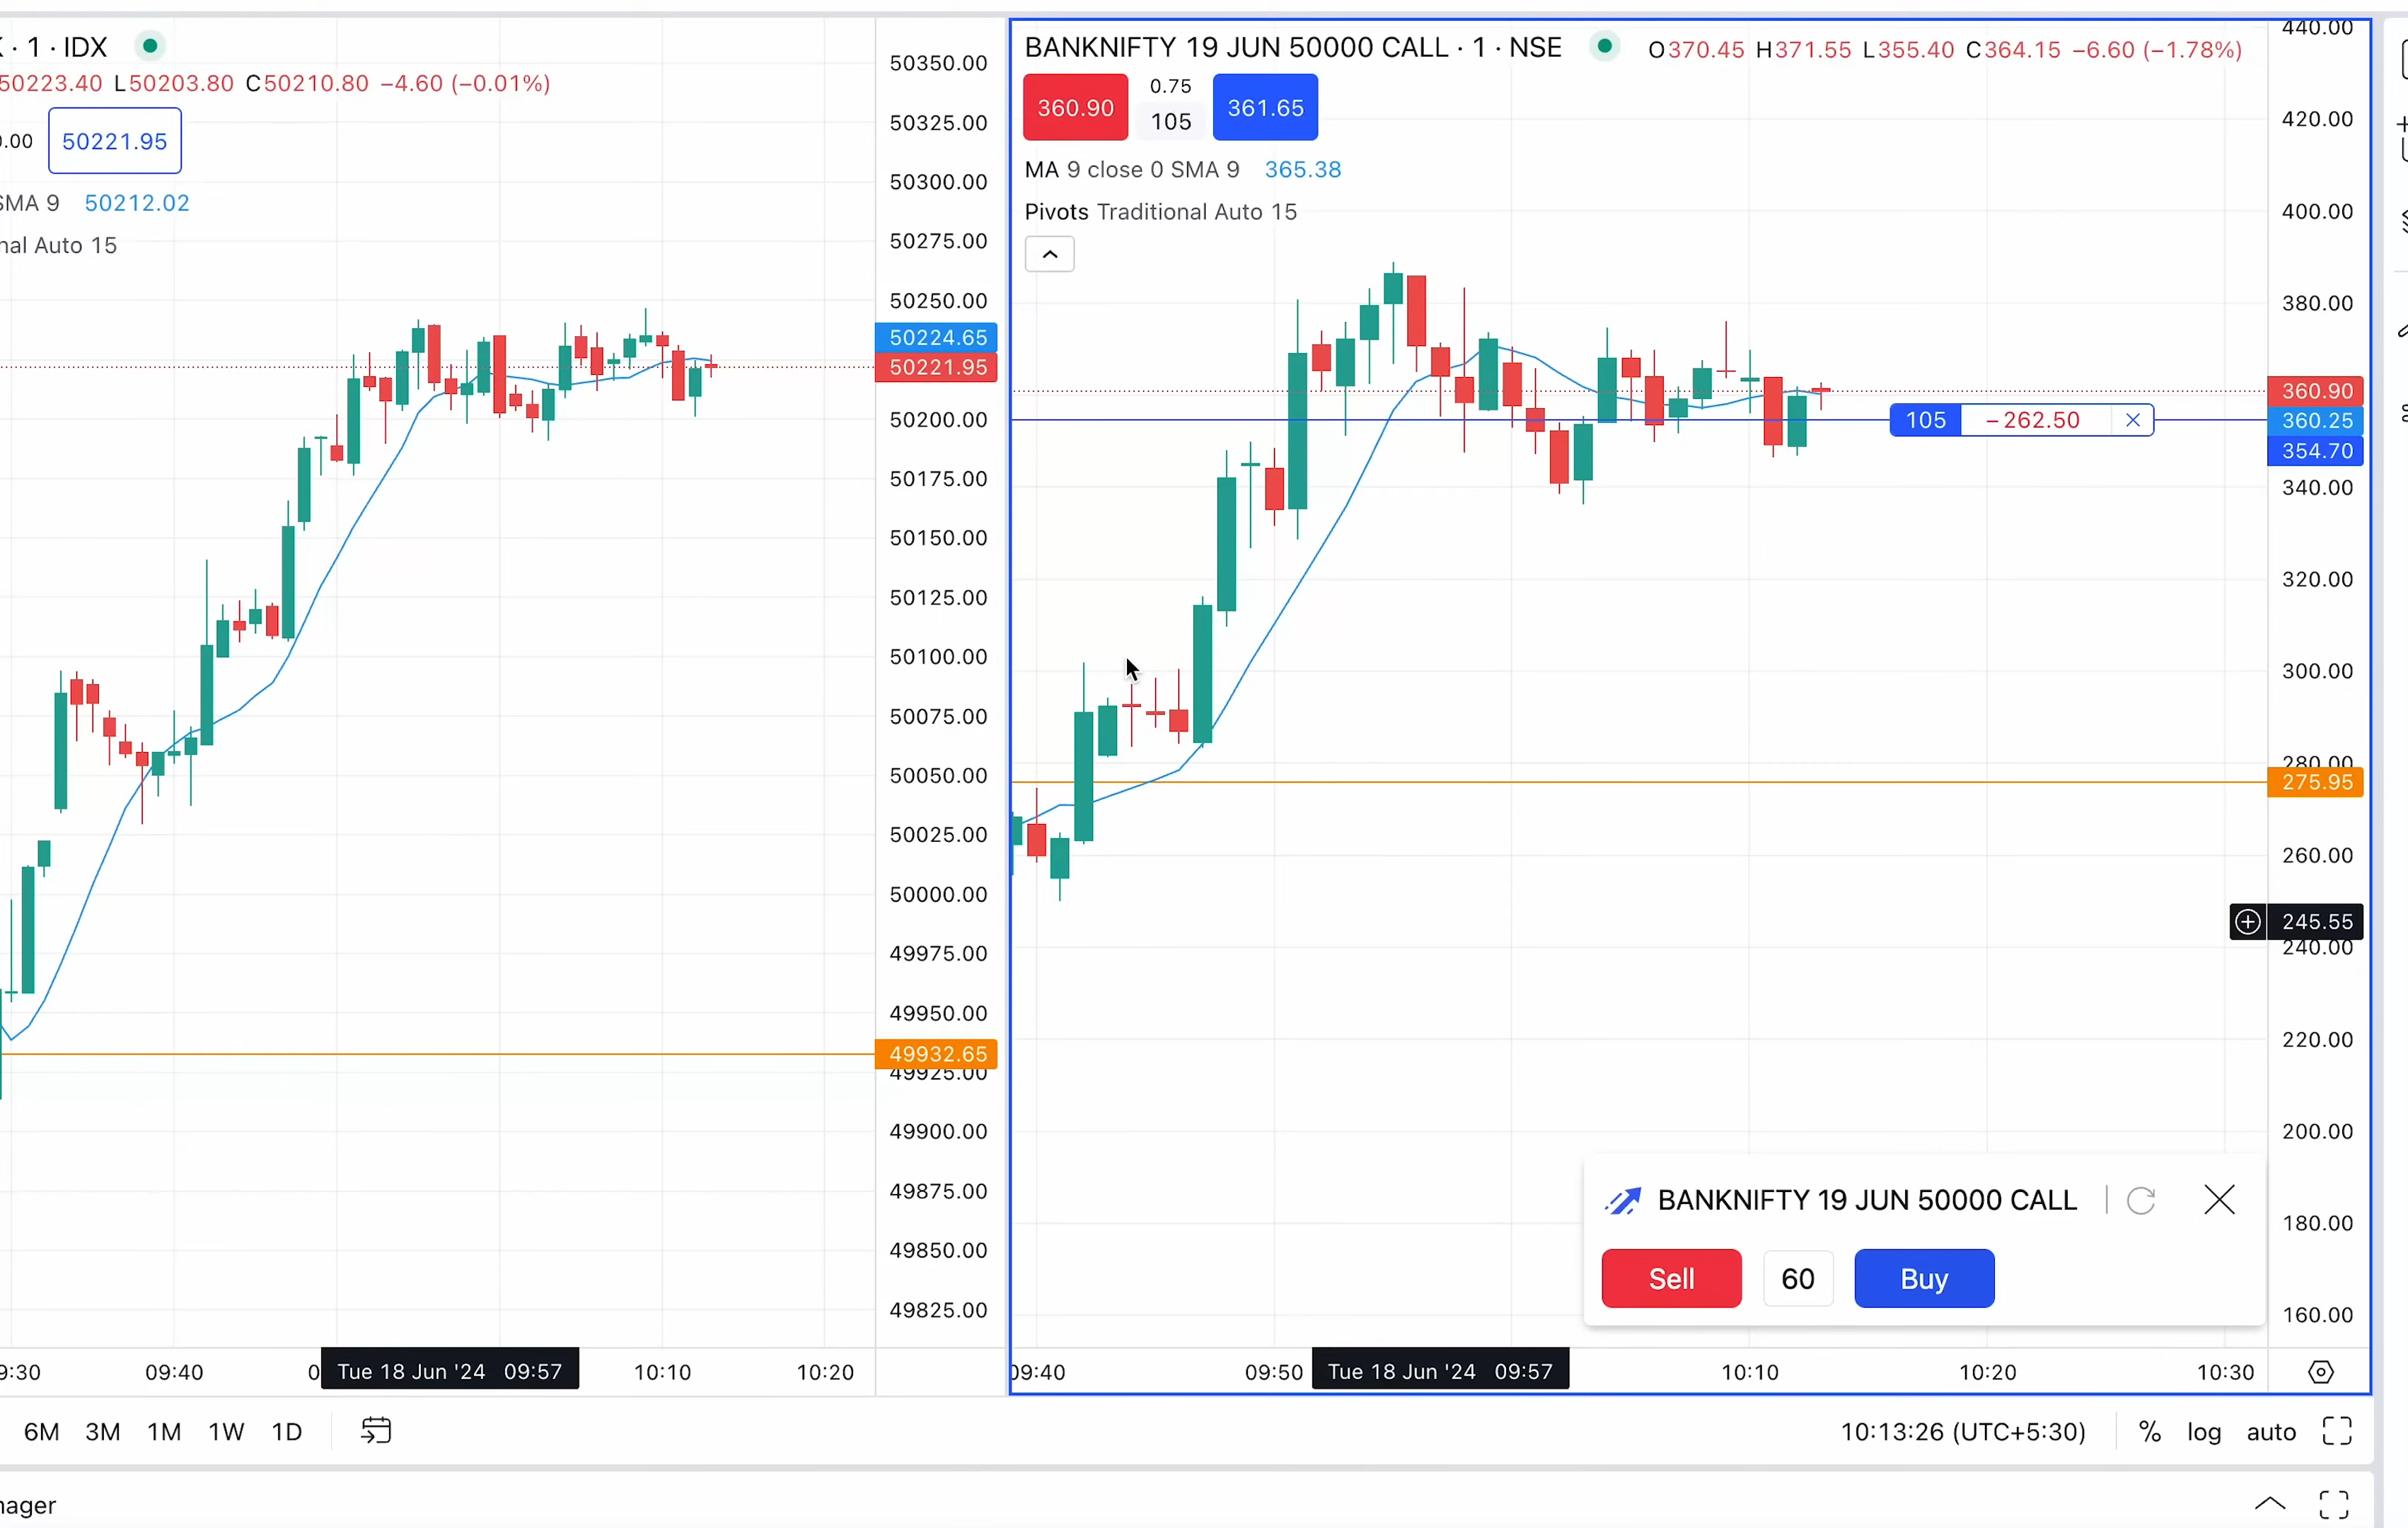 · 1 · IDX
50223.40 L50203.80 C50210.80 −4.60 (−0.01%)
50221.95
SMA 9 50212.02
Auto 15
50350.00
50325.00
50300.00
50275.00
50250.00
50224.65
50221.95
50200.00
50175.00
50150.00
50125.00
50100.00
50075.00
50050.00
50025.00
50000.00
49975.00
49950.00
49932.65
49925.00
49900.00
49875.00
49850.00
49825.00
9:30 09:40 0 Tue 18 Jun '24 09:57 10:10 10:20
BANKNIFTY 19 JUN 50000 CALL · 1 · NSE O370.45 H371.55 L355.40 C364.15 −6.60 (−1.78%)
360.90 0.75 105 361.65
MA 9 close 0 SMA 9 365.38
Pivots Traditional Auto 15
440.00
420.00
400.00
380.00
360.90
105 −262.50 360.25
354.70
340.00
320.00
300.00
280.00
275.95
260.00
245.55
240.00
220.00
200.00
180.00
160.00
BANKNIFTY 19 JUN 50000 CALL
Sell 60 Buy
09:40 09:50 Tue 18 Jun '24 09:57 10:10 10:20 10:30
6M 3M 1M 1W 1D
10:13:26 (UTC+5:30) % log auto